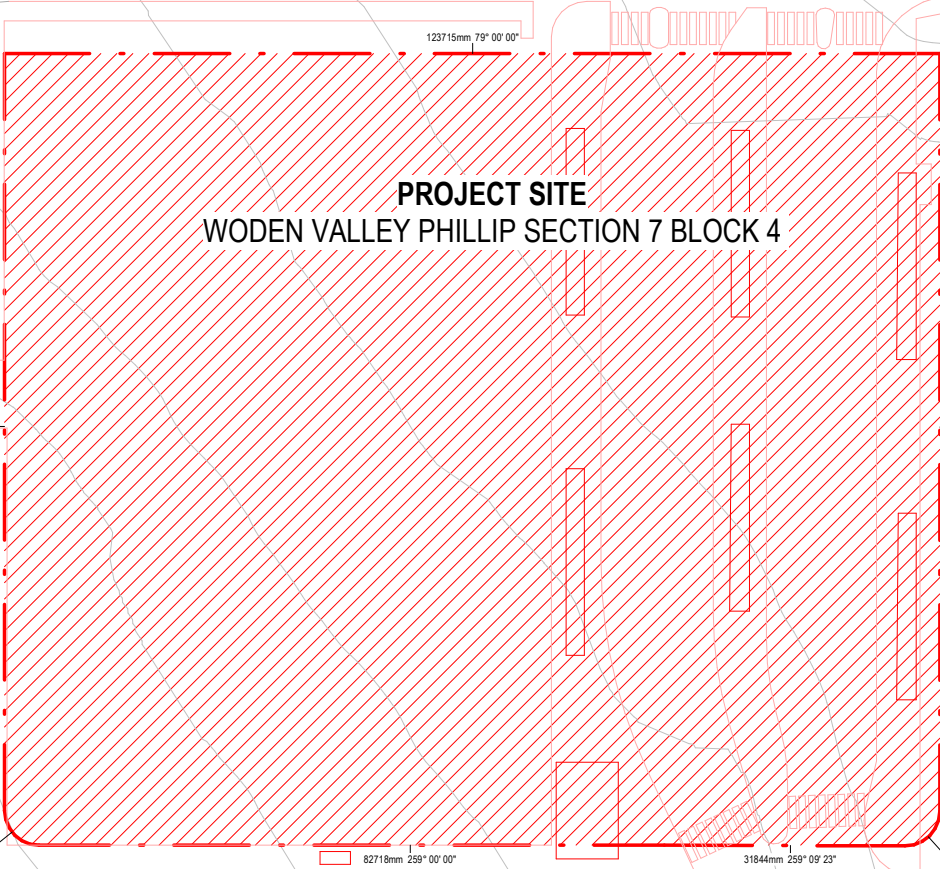 123715mm 79° 00' 00"
PROJECT SITE
WODEN VALLEY PHILLIP SECTION 7 BLOCK 4
82718mm 259° 00' 00"
31844mm 259° 09' 23"